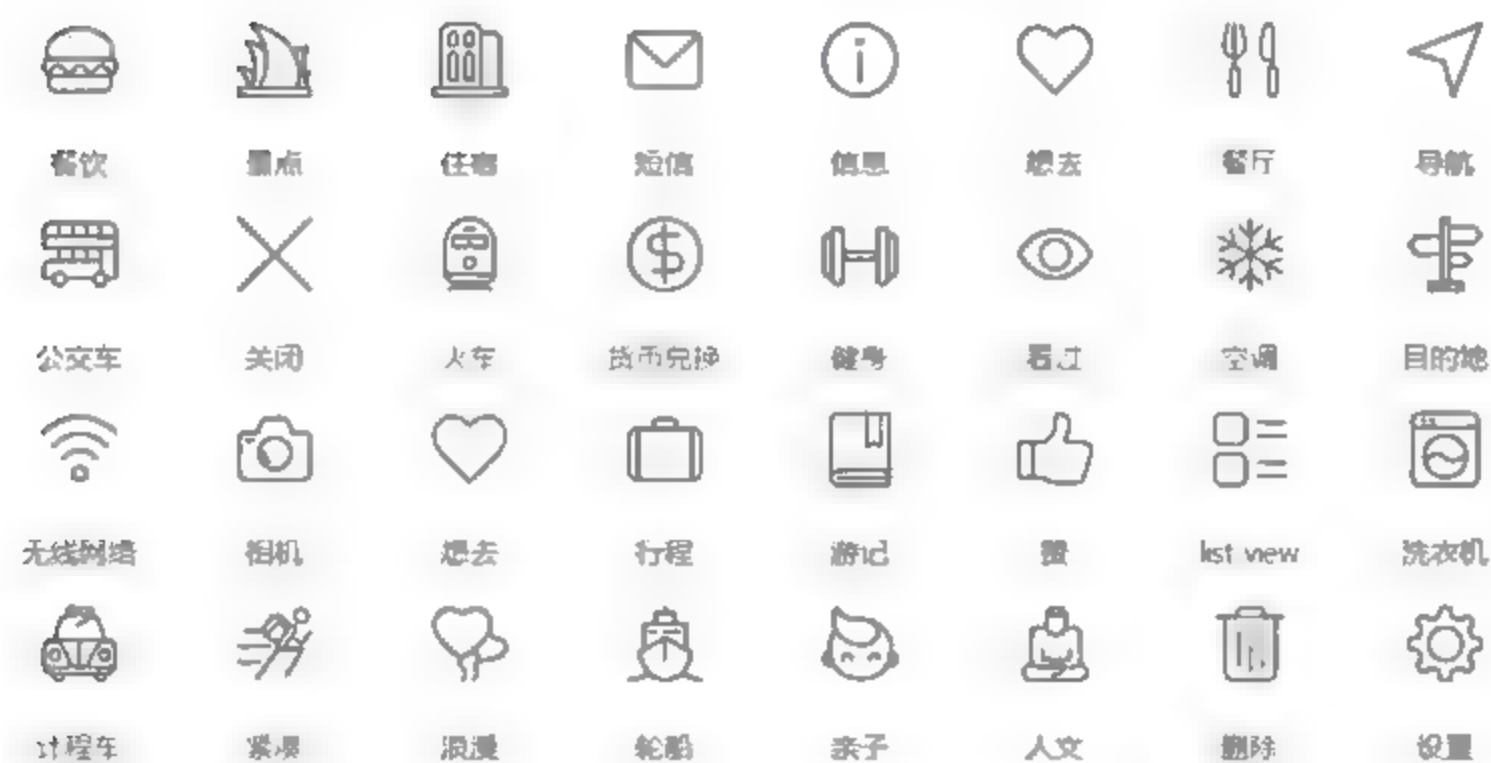 餐饮 景点 住宿 短信 信息 想去 餐厅 导航
公交车 关闭 火车 货币兑换 健身 看过 空调 目的地
无线网络 相机 想去 行程 游记 赞 list view 洗衣机
计程车 浪漫 轮船 亲子 人文 删除 设置